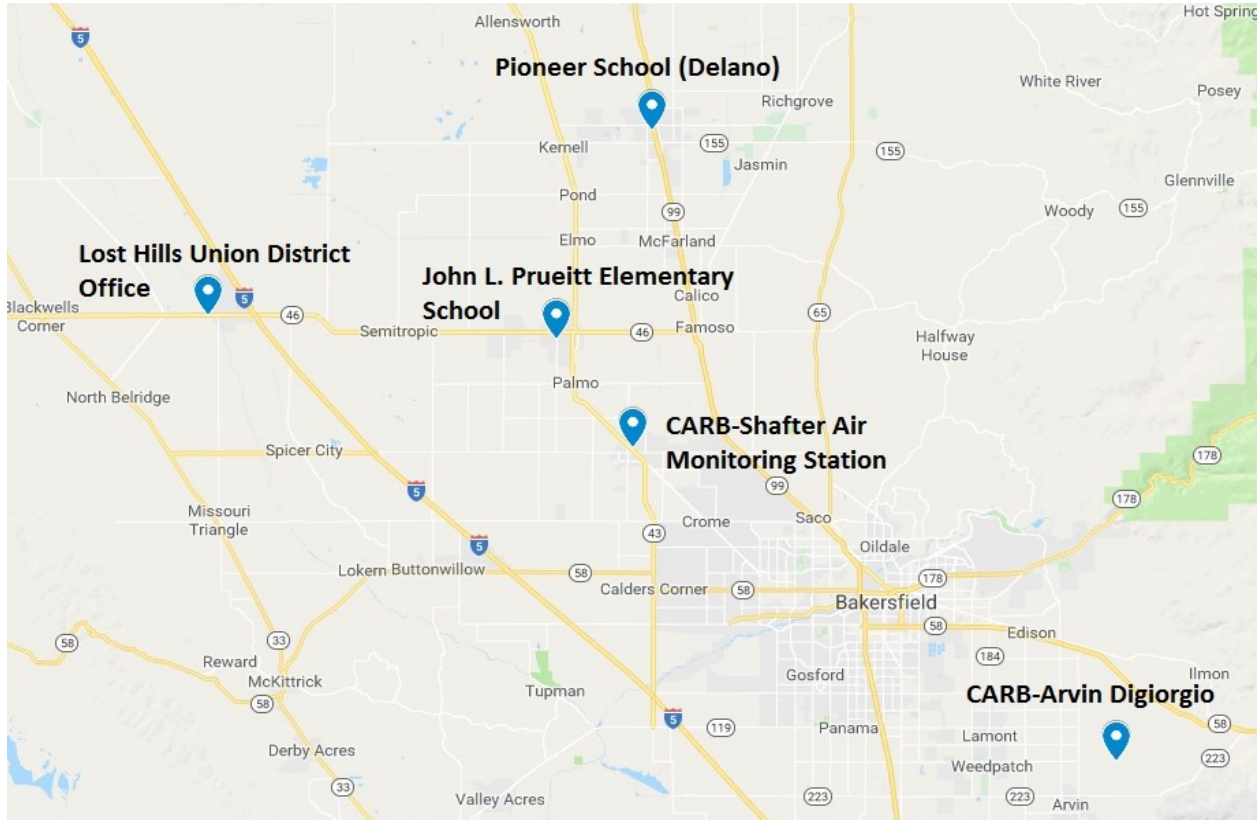 Allensworth
Hot Spring
5
Pioneer School (Delano)
White River
Posey
Richgrove
Kernell
155
Jasmin
155
Glennville
Pond
Woody
155
99
Elmo
McFarland
Lost Hills Union District
Office
John L. Prueitt Elementary
School
Calico
Blackwells
Corner
5
46
Semitropic
46
Famoso
65
Halfway
House
North Belridge
Palmo
CARB-Shafter Air
Monitoring Station
Spicer City
178
5
99
178
Missouri
Triangle
Crome
Saco
43
5
Oildale
Lokern
Buttonwillow
58
178
Calders Corner
58
Bakersfield
58
Edison
58
33
184
Reward
McKittrick
58
Tupman
Gosford
Ilmon
CARB-Arvin Digiorgio
5
119
Panama
58
Lamont
Derby Acres
223
Weedpatch
33
Valley Acres
223
223
Arvin